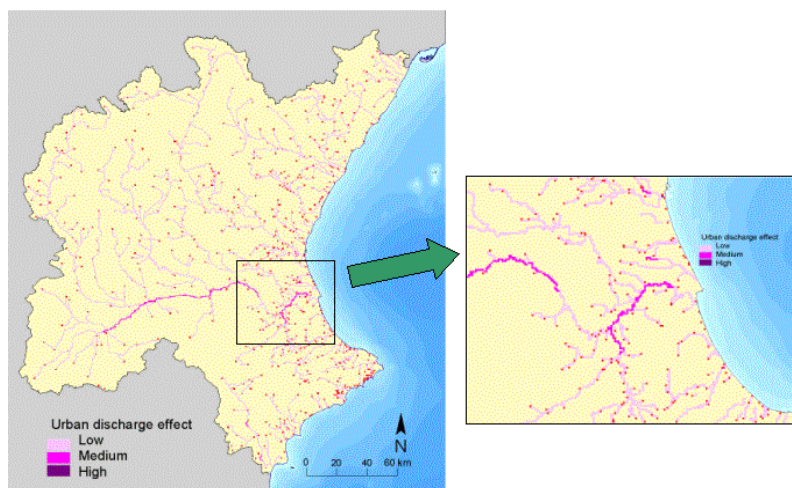 Urban discharge effect
Low
Medium
High
N
0 20 40 60 km
Urban discharge effect
Low
Medium
High